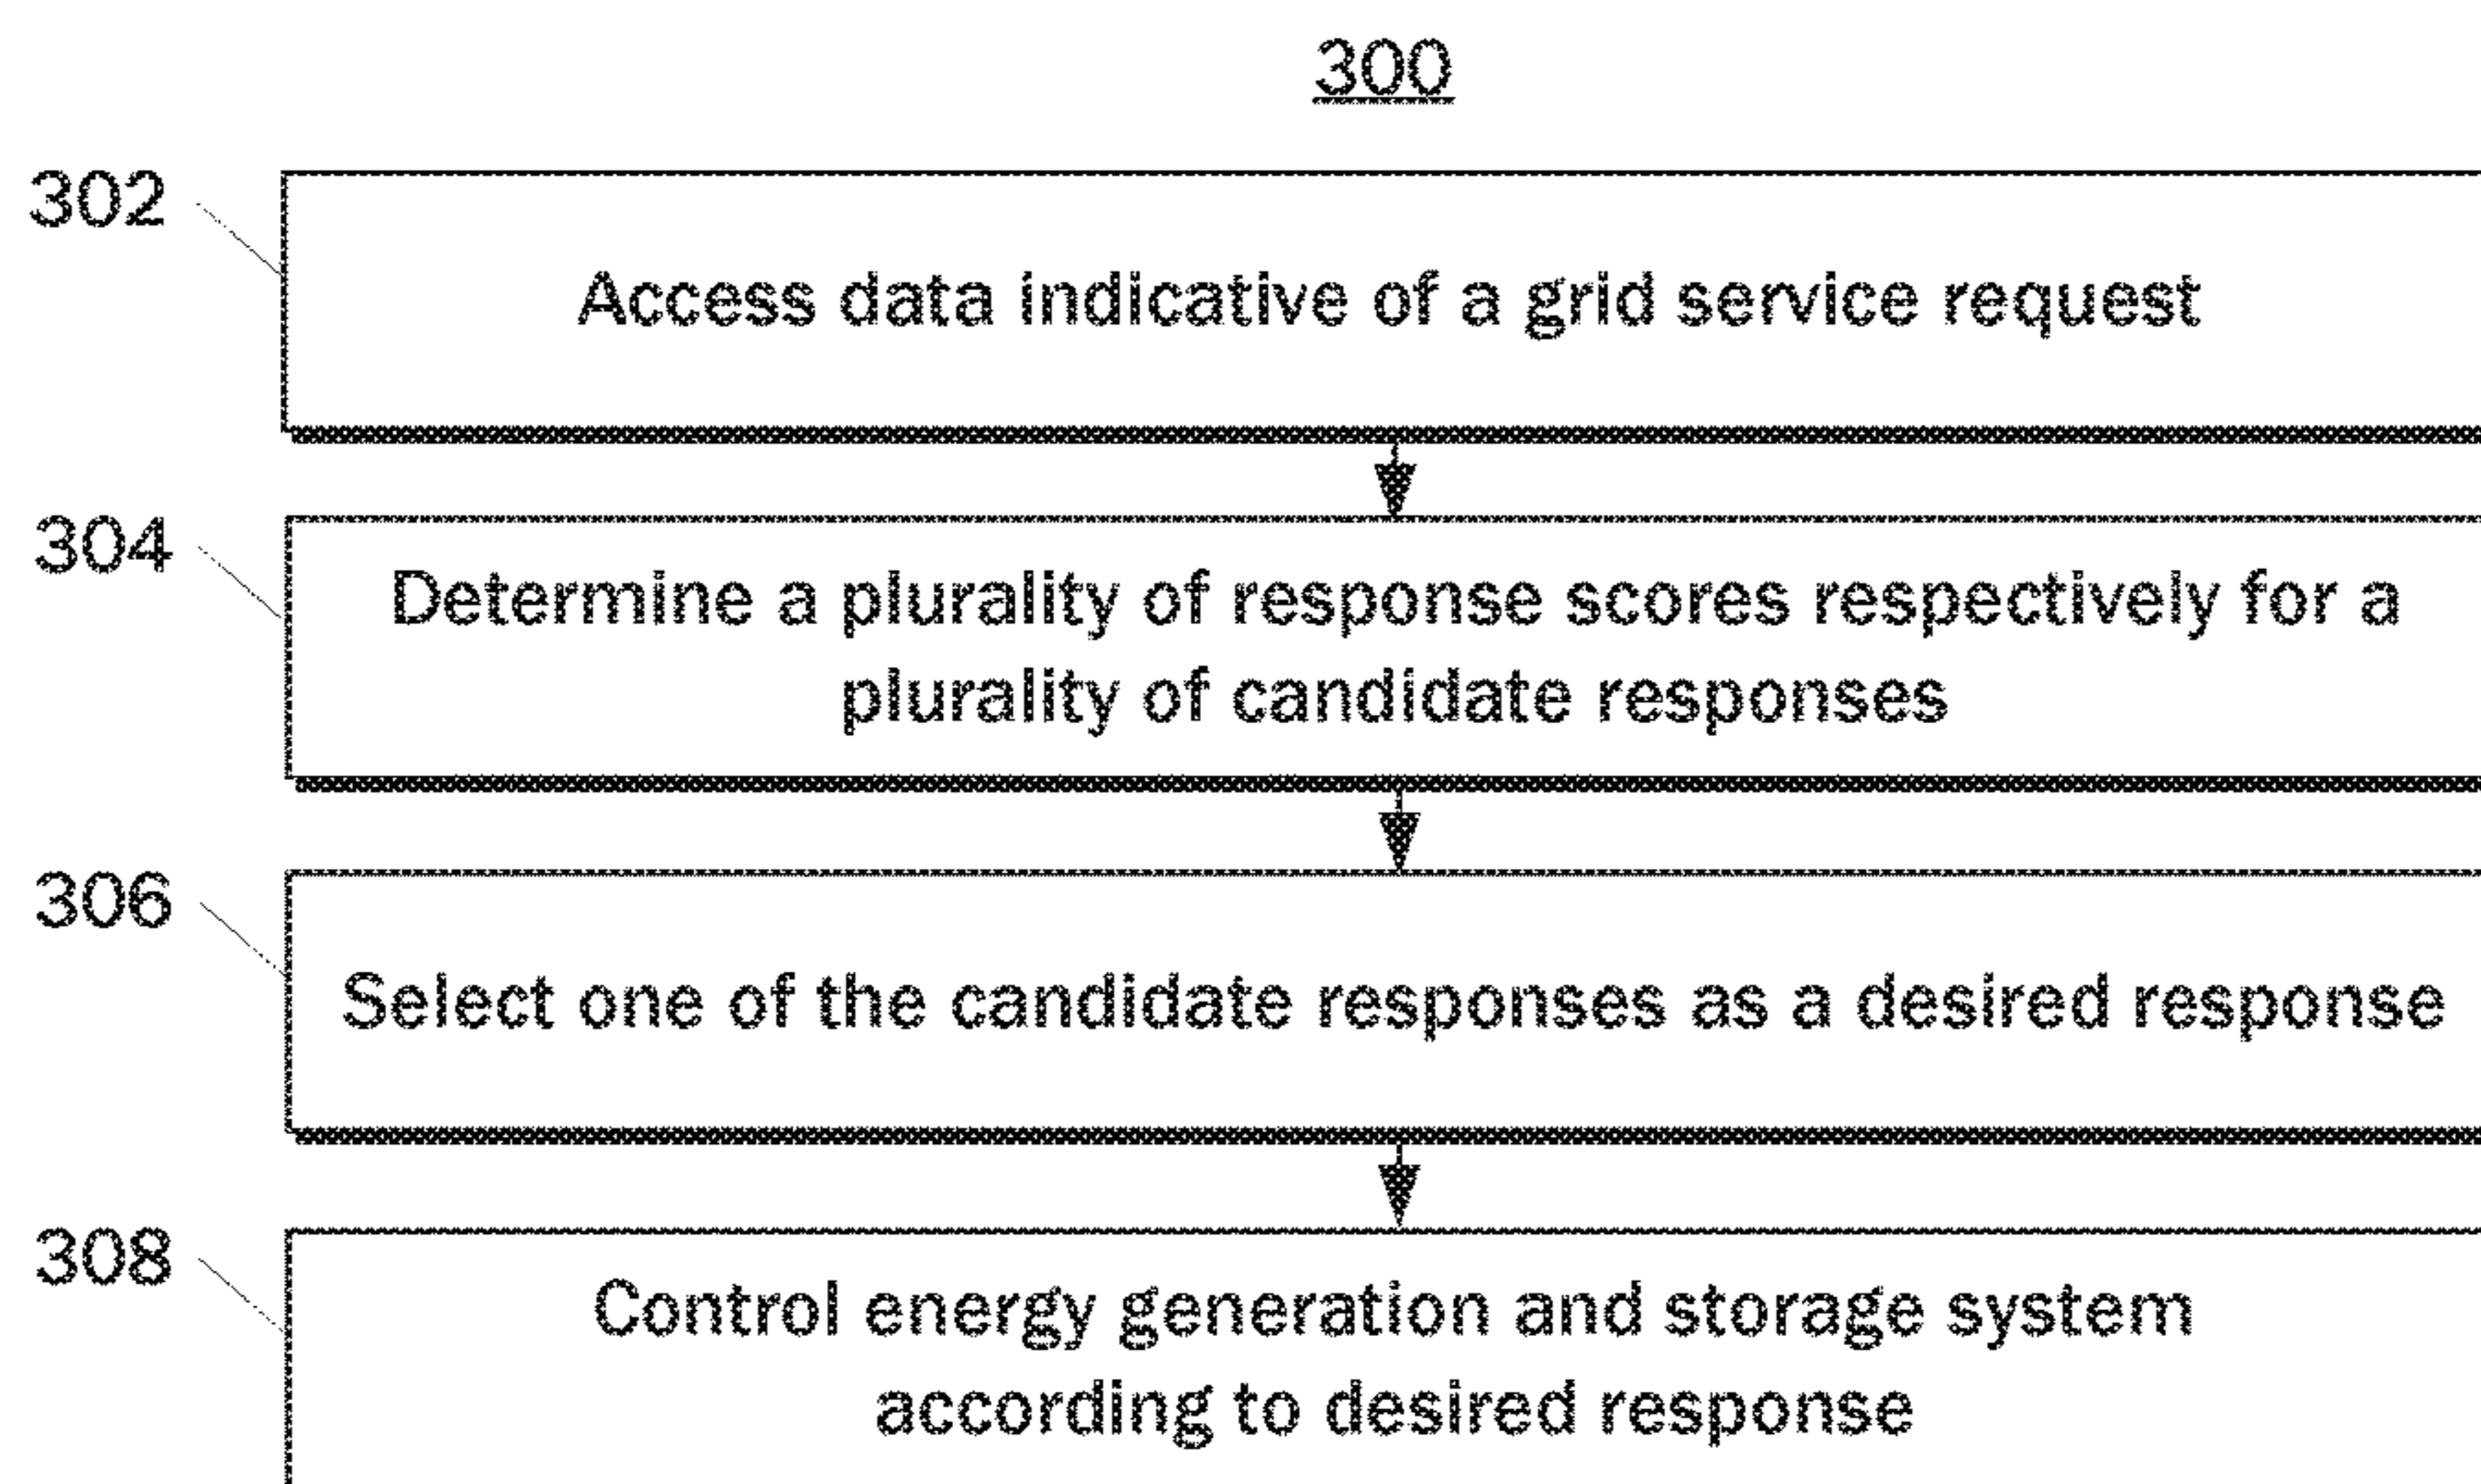 300
302
Access data indicative of a grid service request
304
Determine a plurality of response scores respectively for a
plurality of candidate responses
306
Select one of the candidate responses as a desired response
308
Control energy generation and storage system
according to desired response